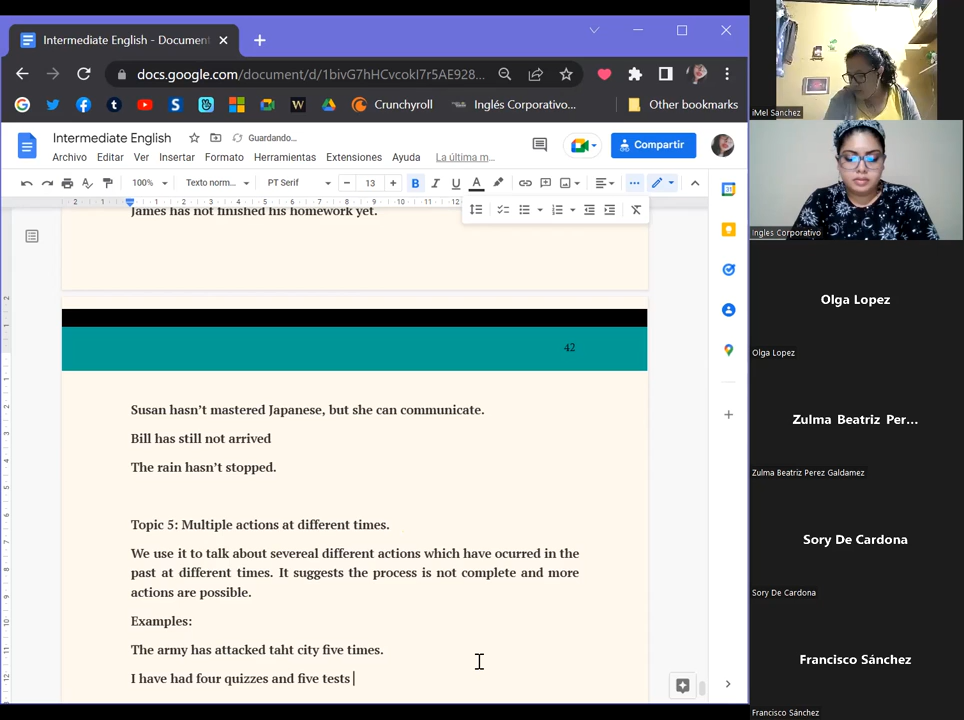 Intermediate English - Document
docs.google.com/document/d/1bivG7hHCvcokI7r5AE928...
Crunchyroll
Inglés Corporativo...
Other bookmarks
Intermediate English
Guardando...
Archivo Editar Ver Insertar Formato Herramientas Extensiones Ayuda La última m...
Compartir
100% Texto norm... PT Serif 13
James has not finished his homework yet.
42
Susan hasn't mastered Japanese, but she can communicate.
Bill has still not arrived
The rain hasn't stopped.
Topic 5: Multiple actions at different times.
We use it to talk about severeal different actions which have ocurred in the
past at different times. It suggests the process is not complete and more
actions are possible.
Examples:
The army has attacked taht city five times.
I have had four quizzes and five tests
iMel Sanchez
Ingles Corporativo
Olga Lopez
Olga Lopez
Zulma Beatriz Per...
Zulma Beatriz Perez Galdamez
Sory De Cardona
Sory De Cardona
Francisco Sánchez
Francisco Sánchez